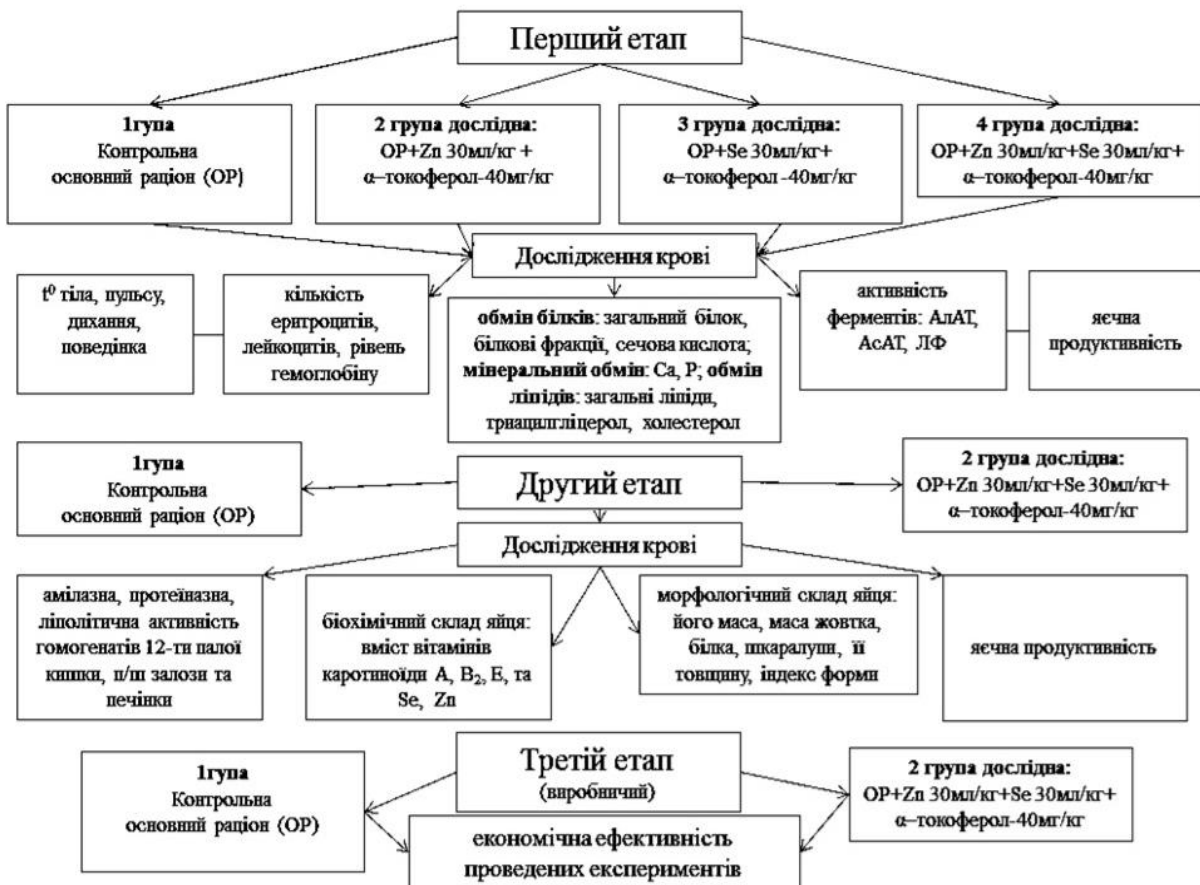 Перший етап
1гупа
Контрольна
основний раціон (ОР)
2 група дослідна:
ОР+Zn 30мл/кг +
α–токоферол-40мг/кг
3 група дослідна:
ОР+Se 30мл/кг+
α–токоферол -40мг/кг
4 група дослідна:
ОР+Zn 30мл/кг+Se 30мл/кг+
α–токоферол-40мг/кг
Дослідження крові
t⁰ тіла, пульсу,
дихання,
поведінка
кількість
еритроцитів,
лейкоцитів, рівень
гемоглобіну
обмін білків: загальний білок,
білкові фракції, сечова кислота;
мінеральний обмін: Са, Р; обмін
ліпідів: загальні ліпіди,
триацилгліцерол, холестерол
активність
ферментів: АлАТ,
АсАТ, ЛФ
яєчна
продуктивність
1гупа
Контрольна
основний раціон (ОР)
Другий етап
2 група дослідна:
ОР+Zn 30мл/кг+Se 30мл/кг+
α–токоферол-40мг/кг
Дослідження крові
амілазна, протеїназна,
ліполітична активність
гомогенатів 12-ти палої
кишки, п/ш залози та
печінки
біохімічний склад яйця:
вміст вітамінів
каротиноїди А, В₂, Е, та
Se, Zn
морфологічний склад яйця:
його маса, маса жовтка,
білка, шкаралупи, її
товщину, індекс форми
яєчна продуктивність
1гупа
Контрольна
основний раціон (ОР)
Третій етап
(виробничий)
2 група дослідна:
ОР+Zn 30мл/кг+Se 30мл/кг+
α–токоферол-40мг/кг
економічна ефективність
проведених експериментів